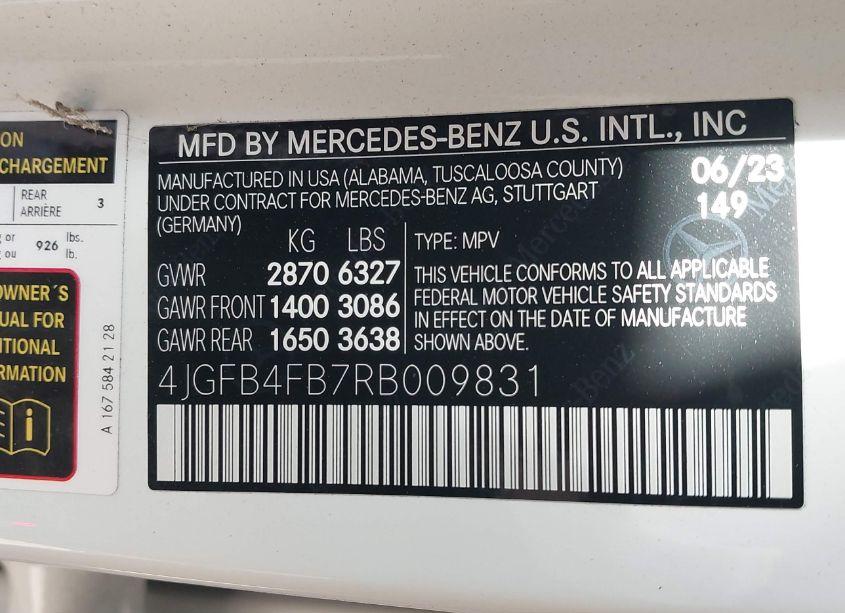 ON
CHARGEMENT
REAR
ARRIÈRE 3
g or
g ou 926 lbs.
lb.
OWNER´S
UAL FOR
ITIONAL
RMATION
i
A 167 584 21 28
MFD BY MERCEDES-BENZ U.S. INTL., INC
MANUFACTURED IN USA (ALABAMA, TUSCALOOSA COUNTY) 06/23
UNDER CONTRACT FOR MERCEDES-BENZ AG, STUTTGART 149
(GERMANY)
KG LBS TYPE: MPV
GVWR 2870 6327
GAWR FRONT 1400 3086
GAWR REAR 1650 3638
THIS VEHICLE CONFORMS TO ALL APPLICABLE
FEDERAL MOTOR VEHICLE SAFETY STANDARDS
IN EFFECT ON THE DATE OF MANUFACTURE
SHOWN ABOVE.
4JGFB4FB7RB009831